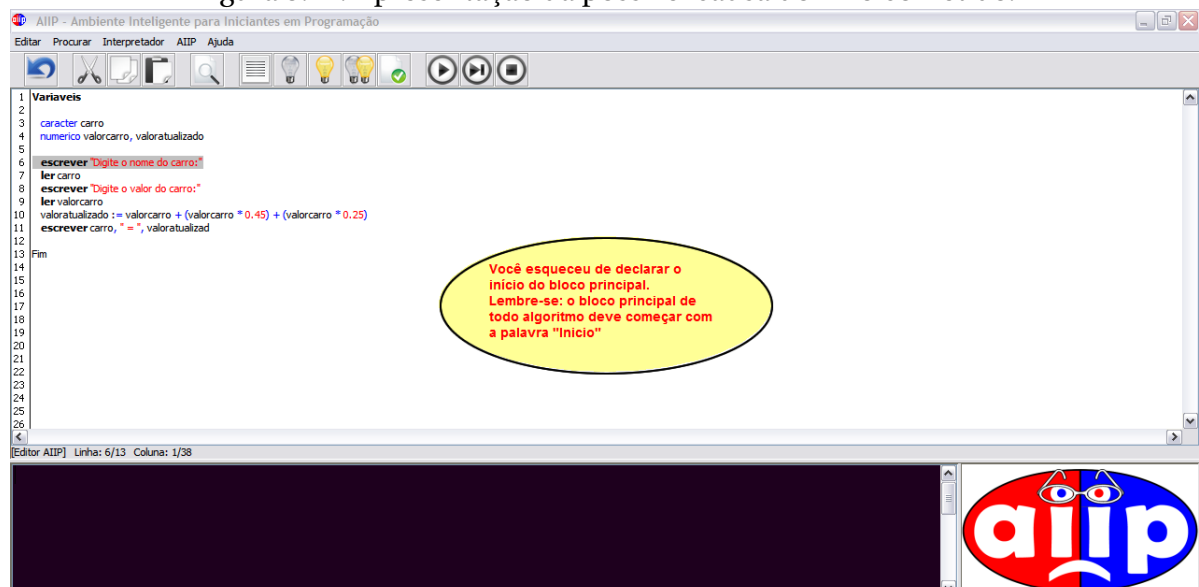 AIIP - Ambiente Inteligente para Iniciantes em Programação
Editar Procurar Interpretador AIIP Ajuda
1 Variaveis
2
3 caracter carro
4 numerico valorcarro, valoratualizado
5
6 escrever "Digite o nome do carro:"
7 ler carro
8 escrever "Digite o valor do carro:"
9 ler valorcarro
10 valoratualizado := valorcarro + (valorcarro * 0.45) + (valorcarro * 0.25)
11 escrever carro, " = ", valoratualizad
12
13 Fim
14
15
16
17
18
19
20
21
22
23
24
25
26
Você esqueceu de declarar o
início do bloco principal.
Lembre-se: o bloco principal de
todo algoritmo deve começar com
a palavra "Inicio"
[Editor AIIP] Linha: 6/13 Coluna: 1/38
aiip